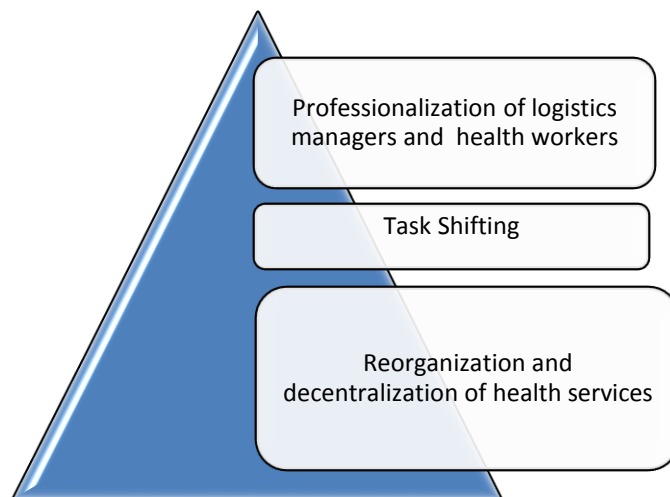 Professionalization of logistics
managers and health workers
Task Shifting
Reorganization and
decentralization of health services